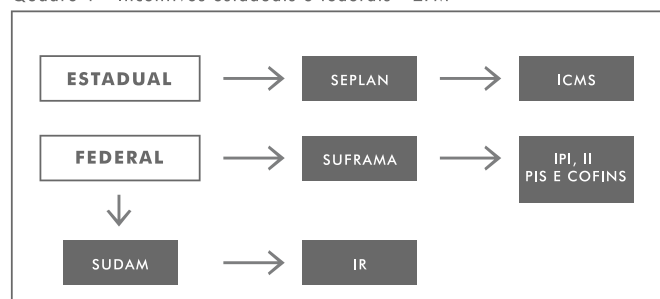 ESTADUAL SEPLAN ICMS
FEDERAL SUFRAMA IPI, II
PIS E COFINS
SUDAM IR